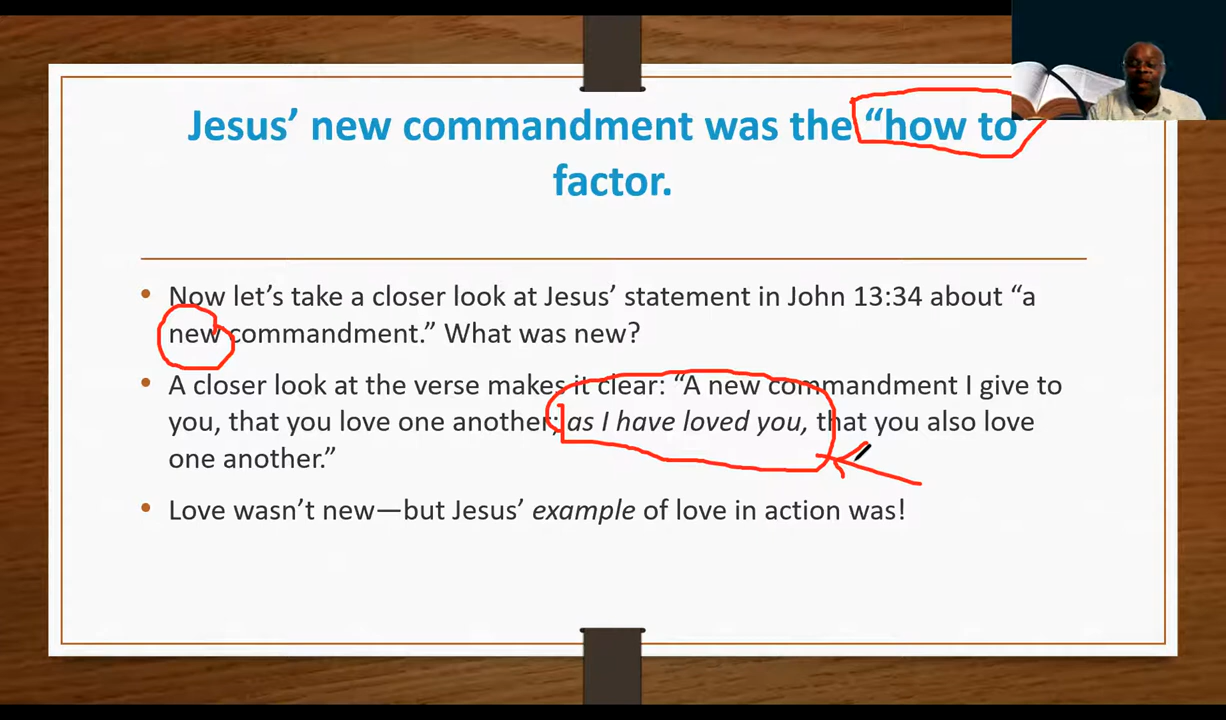 Jesus’ new commandment was the “how to
factor.
• Now let’s take a closer look at Jesus’ statement in John 13:34 about “a
new commandment.” What was new?
• A closer look at the verse makes it clear: “A new commandment I give to
you, that you love one another; as I have loved you, that you also love
one another.”
• Love wasn’t new—but Jesus’ example of love in action was!